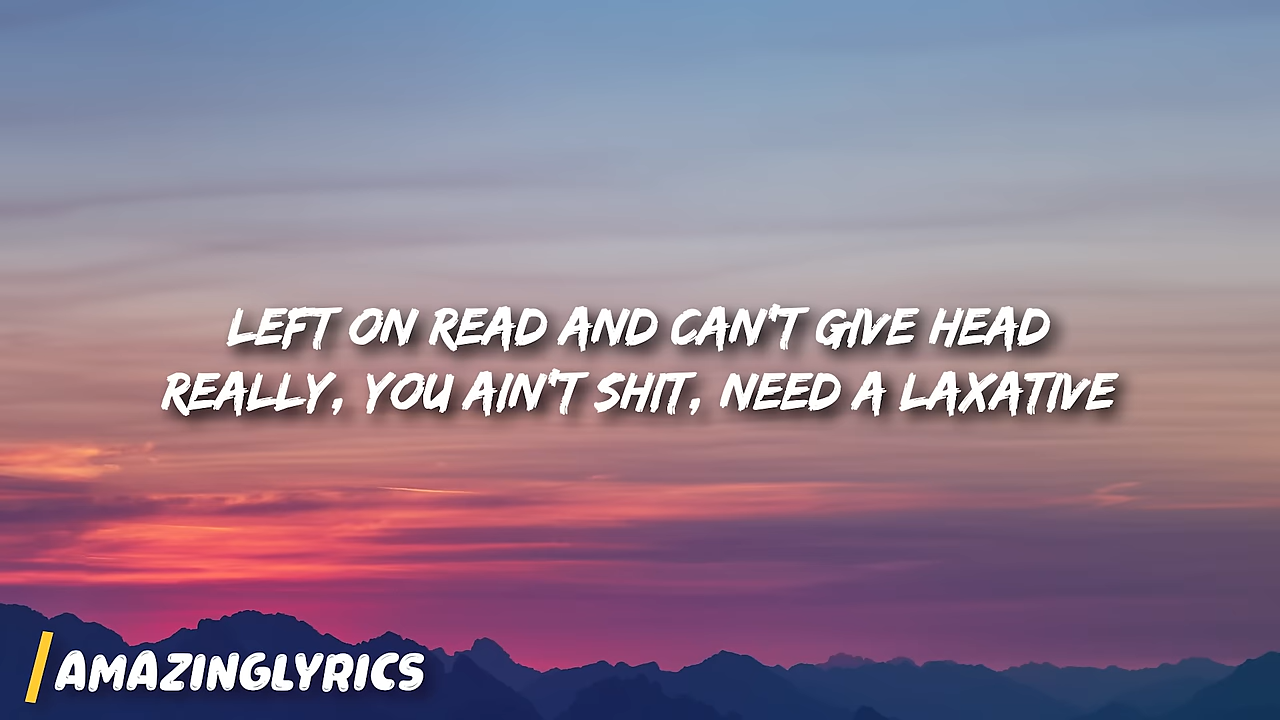 LEFT ON READ AND CAN'T GIVE HEAD
REALLY, YOU AIN'T SHIT, NEED A LAXATIVE
AMAZINGLYRICS